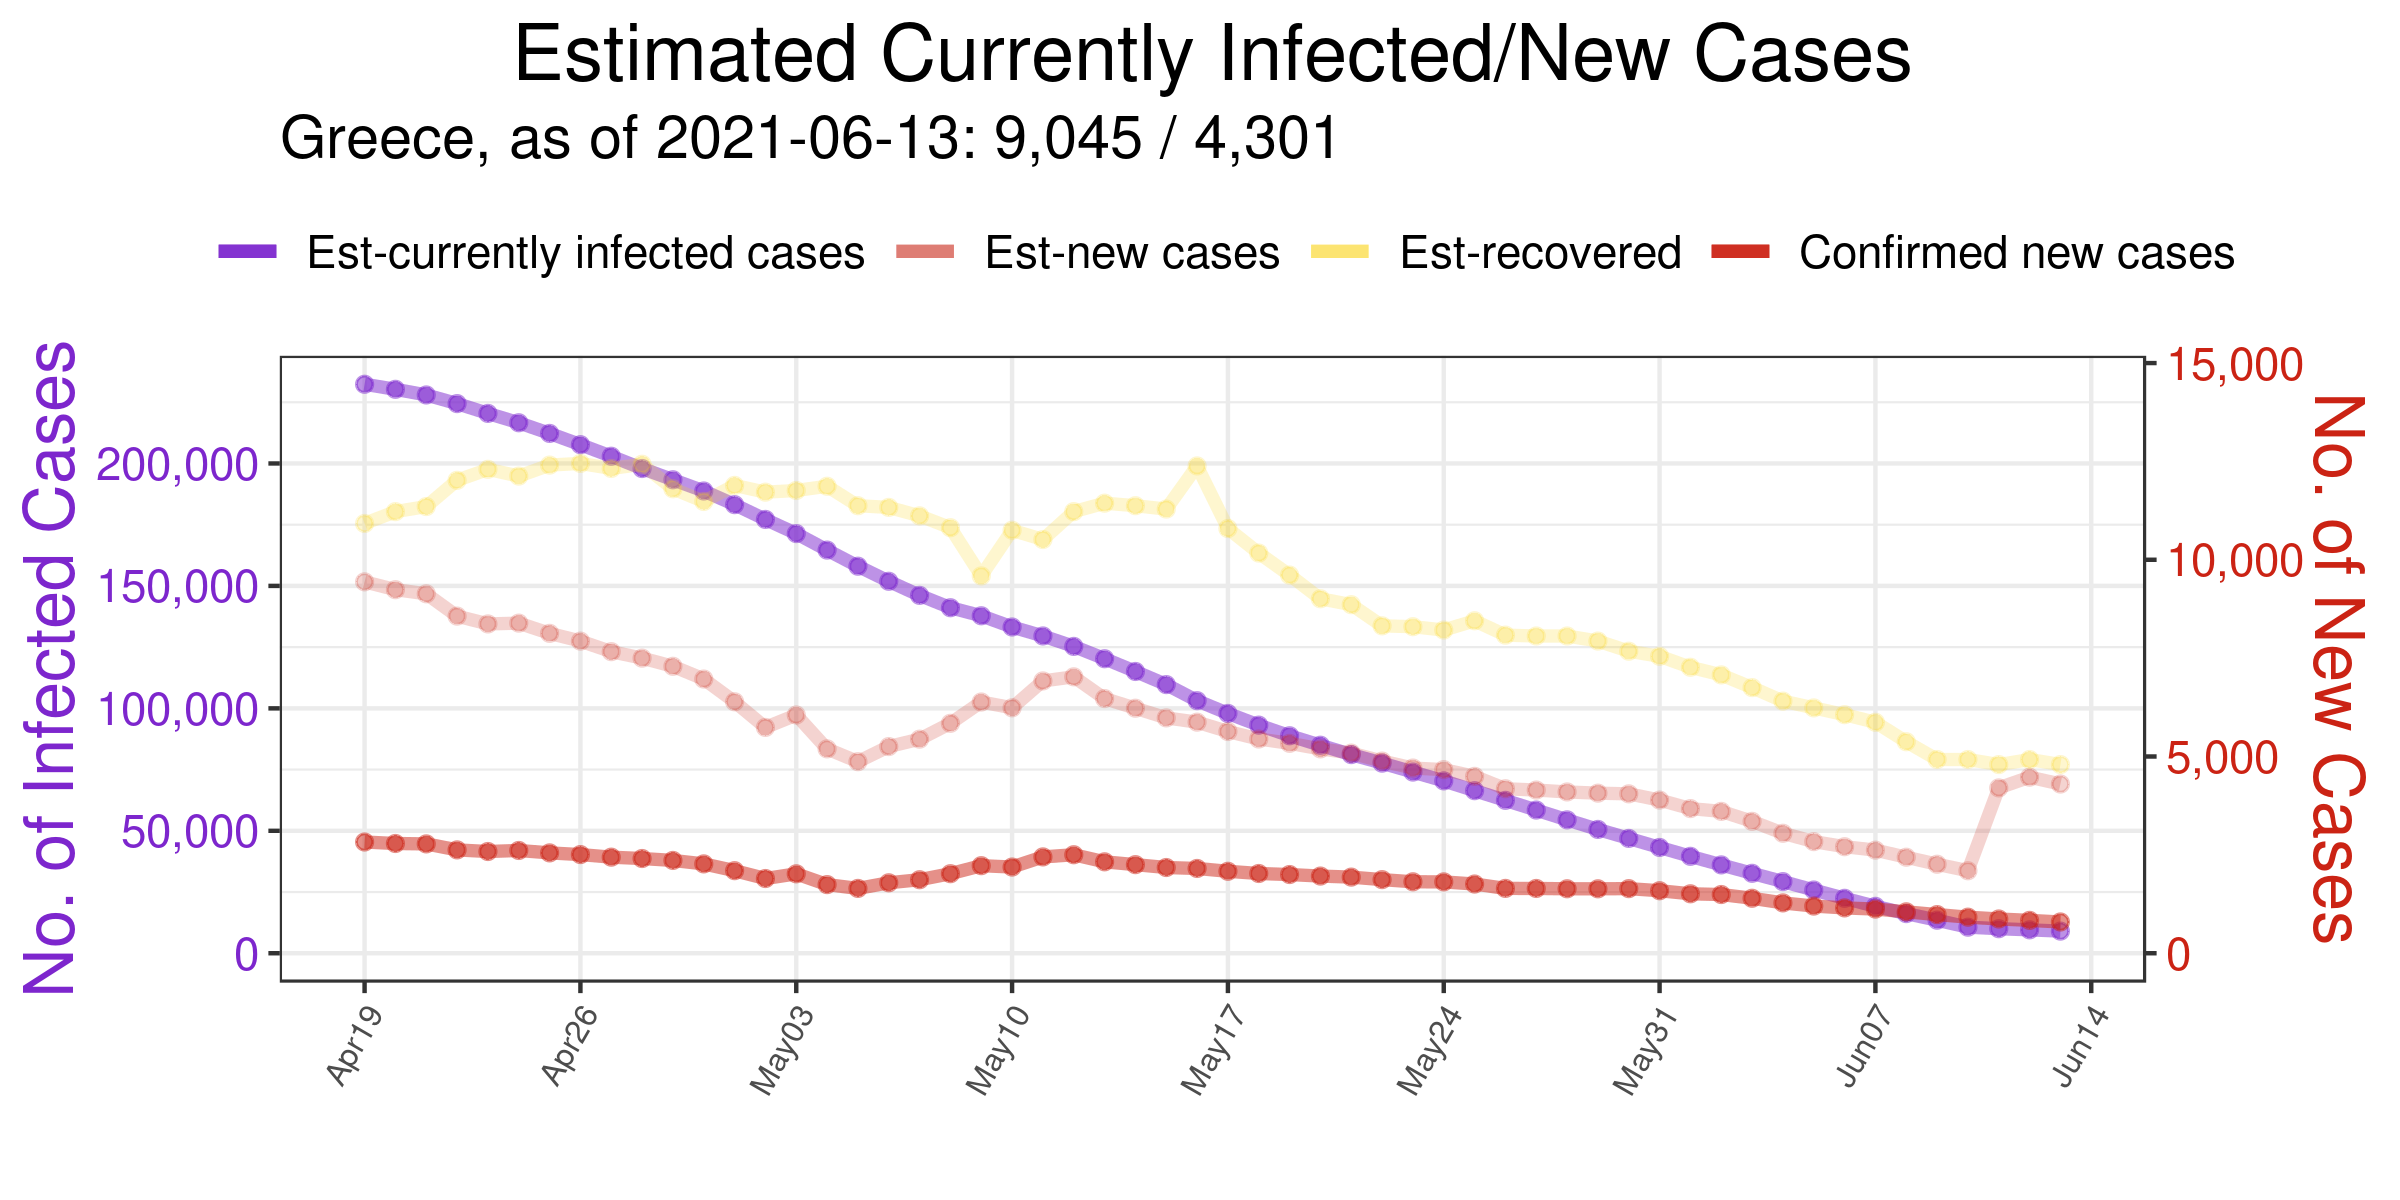 Estimated Currently Infected/New Cases
Greece, as of 2021-06-13: 9,045 / 4,301
Est-currently infected cases Est-new cases Est-recovered Confirmed new cases
No. of Infected Cases
200,000
150,000
100,000
50,000
0
15,000
10,000
5,000
0
No. of New Cases
Apr19 Apr26 May03 May10 May17 May24 May31 Jun07 Jun14